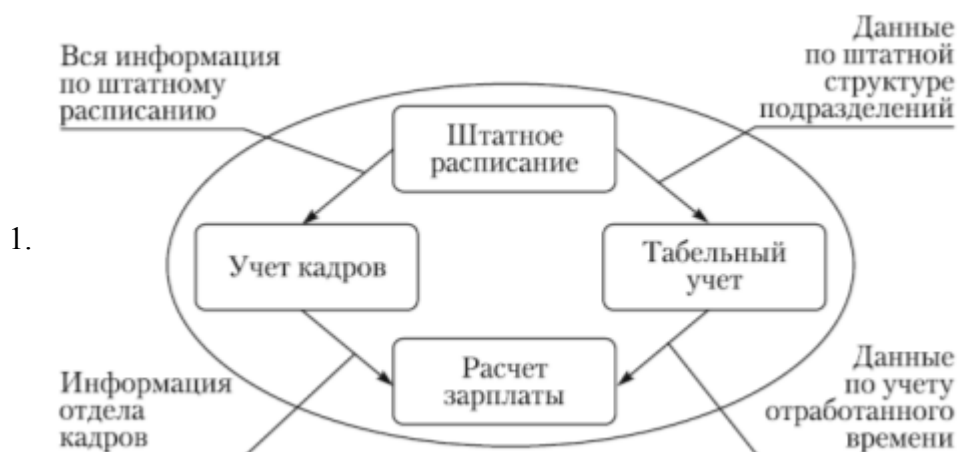 Вся информация
по штатному
расписанию
Данные
по штатной
структуре
подразделений
Штатное
расписание
1.
Учет кадров
Табельный
учет
Расчет
зарплаты
Информация
отдела
кадров
Данные
по учету
отработанного
времени